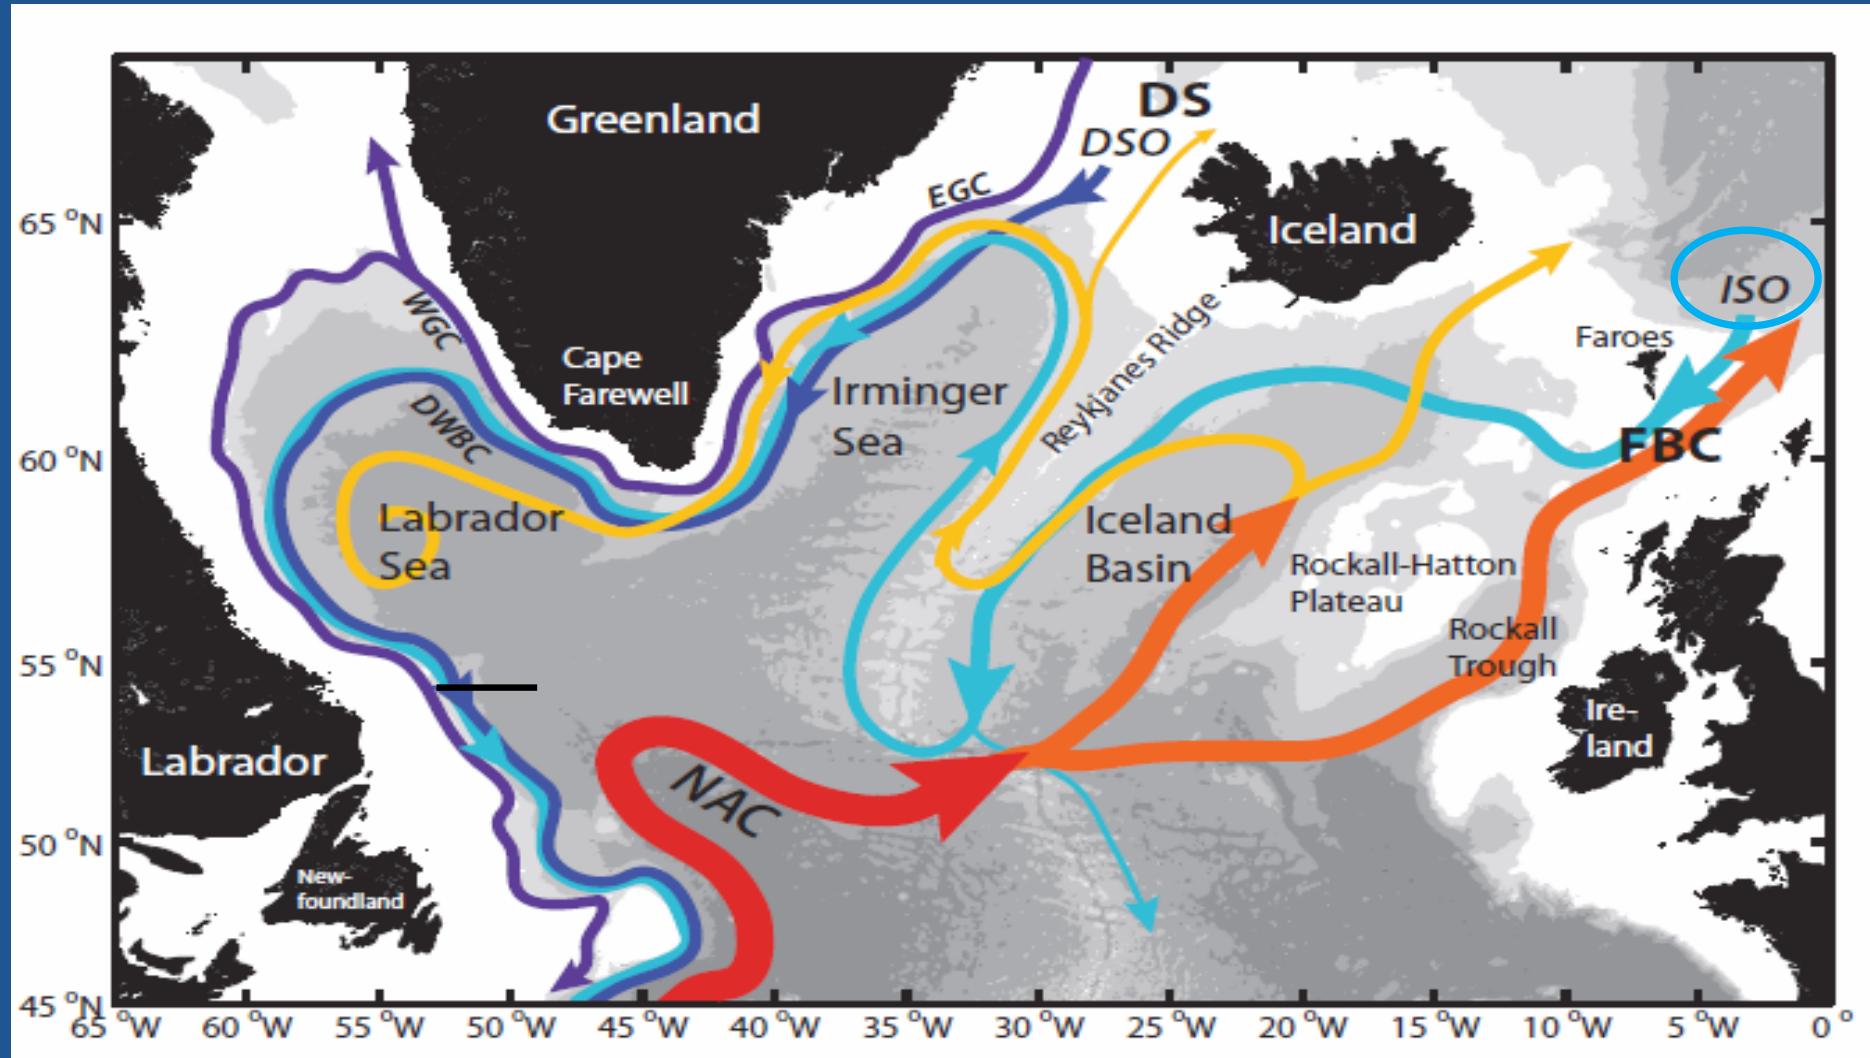 Greenland
DS
DSO
EGC
Iceland
65 °N
ISO
WGC
Faroes
Cape
Farewell
Reykjanes Ridge
Irminger
Sea
DWBC
60 °N
FBC
Labrador
Sea
Iceland
Basin
Rockall-Hatton
Plateau
Rockall
Trough
55 °N
Ire-
land
Labrador
NAC
50 °N
New-
foundland
45 °N
65 °W 60 °W 55 °W 50 °W 45 °W 40 °W 35 °W 30 °W 25 °W 20 °W 15 °W 10 °W 5 °W 0 °